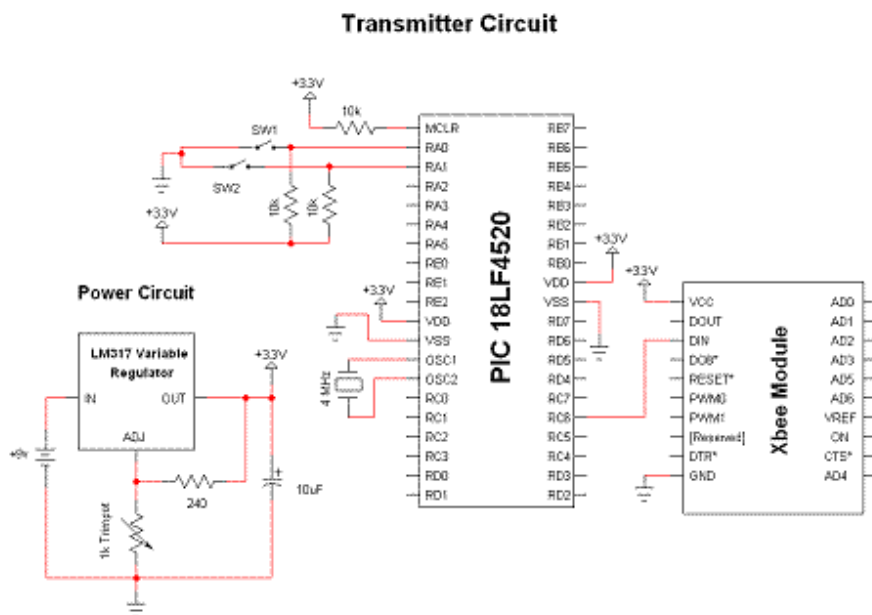 Transmitter Circuit
+3.3V
10k
SW1
SW2
10k
10k
+3.3V
MCLR
RA0
RA1
RA2
RA3
RA4
RA5
RE0
RE1
RE2
VDD
VSS
OSC1
OSC2
RC0
RC1
RC2
RC3
RD0
RD1
PIC 18LF4520
RB7
RB6
RB5
RB4
RB3
RB2
RB1
RB0
VDD
VSS
RD7
RD6
RD5
RD4
RC7
RC6
RC5
RC4
RD3
RD2
+3.3V
+3.3V
+3.3V
4 MHz
VCC
DOUT
DIN
DO8*
RESET*
PWM0
PWM1
[Reserved]
DTR*
GND
Xbee Module
AD0
AD1
AD2
AD3
AD5
AD6
VREF
ON
CTS*
AD4
Power Circuit
LM317 Variable
Regulator
IN
OUT
ADJ
+3.3V
+9v
240
10uF
1k Trimpot